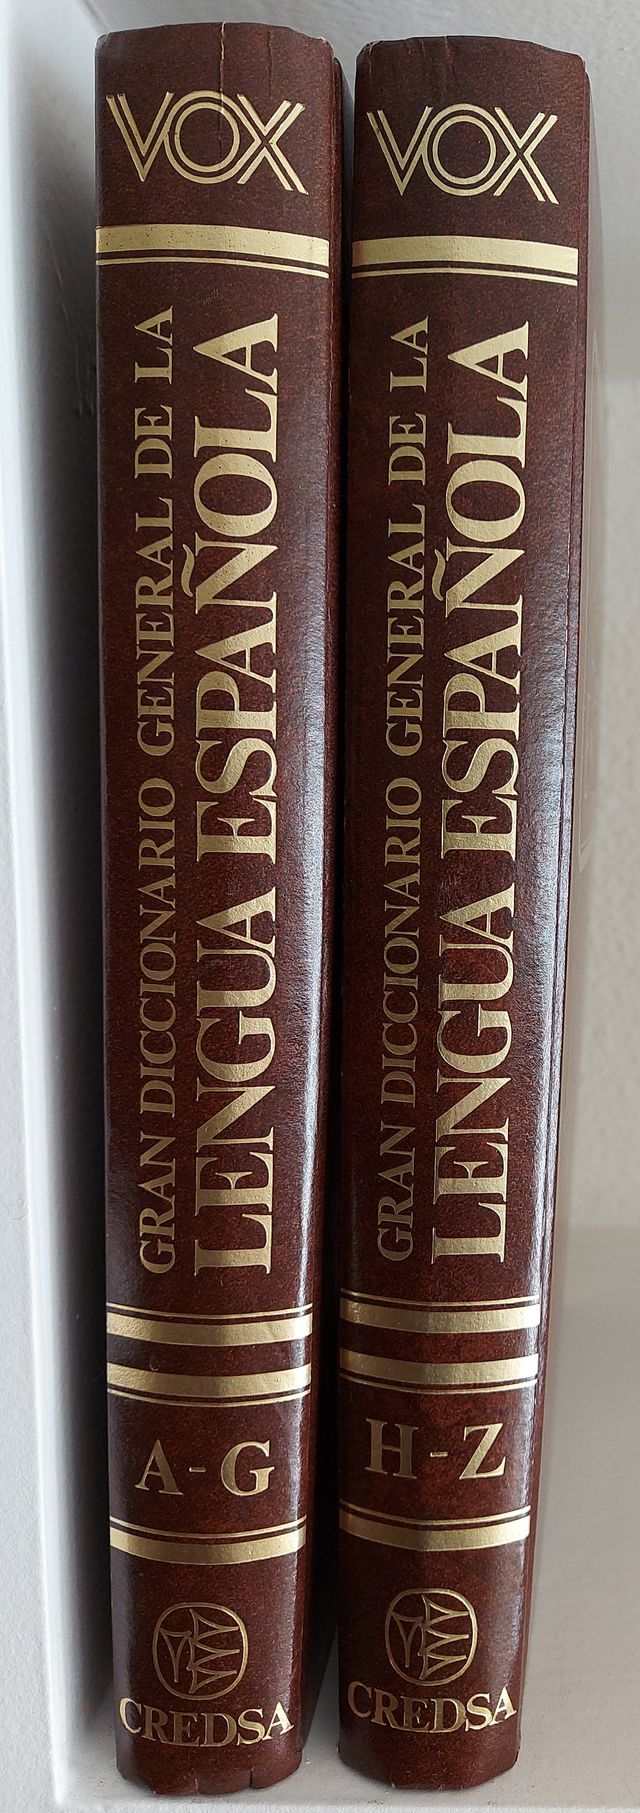 VOX
GRAN DICCIONARIO GENERAL DE LA
LENGUA ESPAÑOLA
A-G
CREDSA
VOX
GRAN DICCIONARIO GENERAL DE LA
LENGUA ESPAÑOLA
H-Z
CREDSA